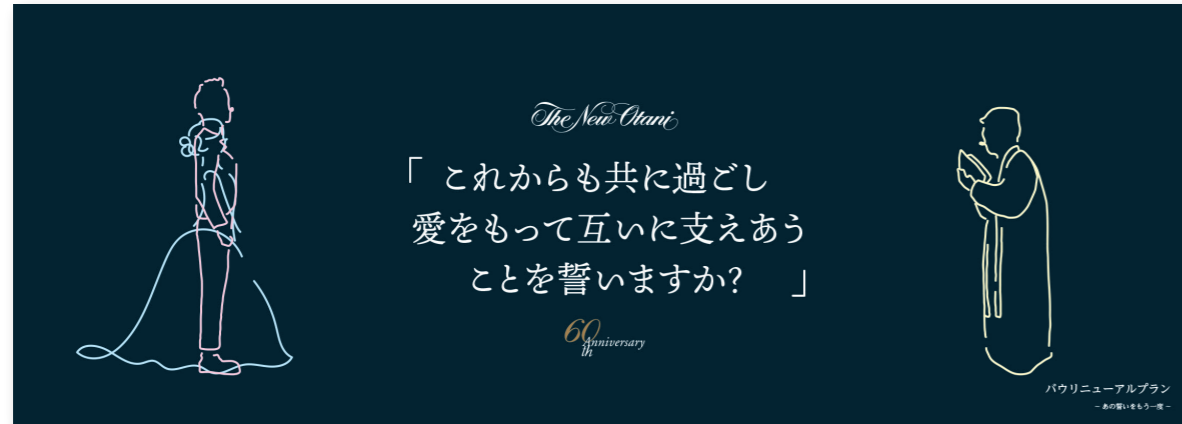 The New Otani
「これからも共に過ごし
愛をもって互いに支えあう
ことを誓いますか？」
60th Anniversary
バウリニューアルプラン
– あの誓いをもう一度 –